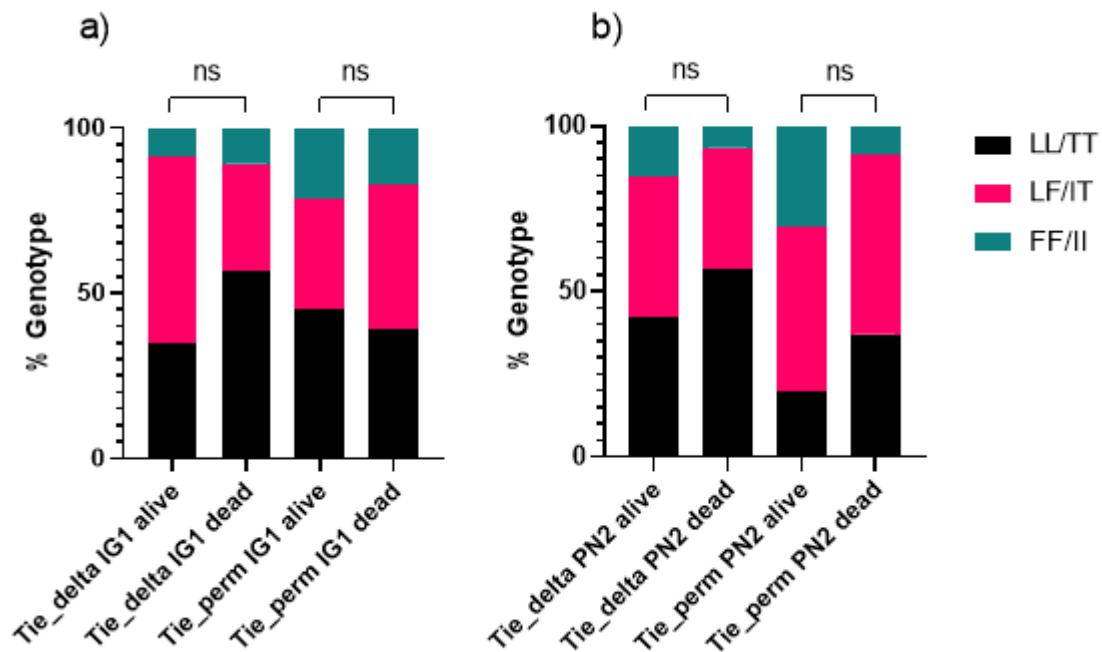 a)
ns
ns
100
50
0
% Genotype
Tie_delta IG1 alive
Tie_delta IG1 dead
Tie_perm IG1 alive
Tie_perm IG1 dead
b)
ns
ns
100
50
0
% Genotype
Tie_delta PN2 alive
Tie_delta PN2 dead
Tie_perm PN2 alive
Tie_perm PN2 dead
LL/TT
LF/IT
FF/II